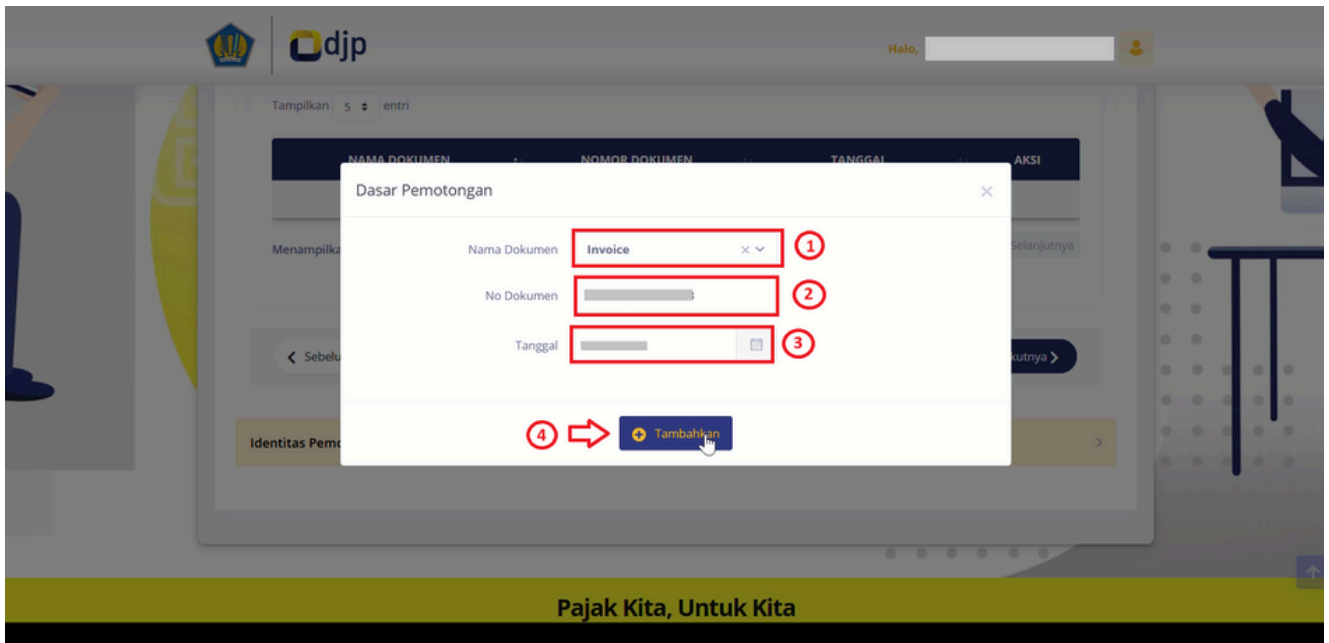 djp
Halo,
Tampilkan 5 entri
NAMA DOKUMEN NOMOR DOKUMEN TANGGAL AKSI
Dasar Pemotongan
Menampilka
Nama Dokumen Invoice 1
Selanjutnya
No Dokumen 2
Tanggal 3
Sebelu
kutnya
4 Tambahkan
Identitas Pemo
Pajak Kita, Untuk Kita